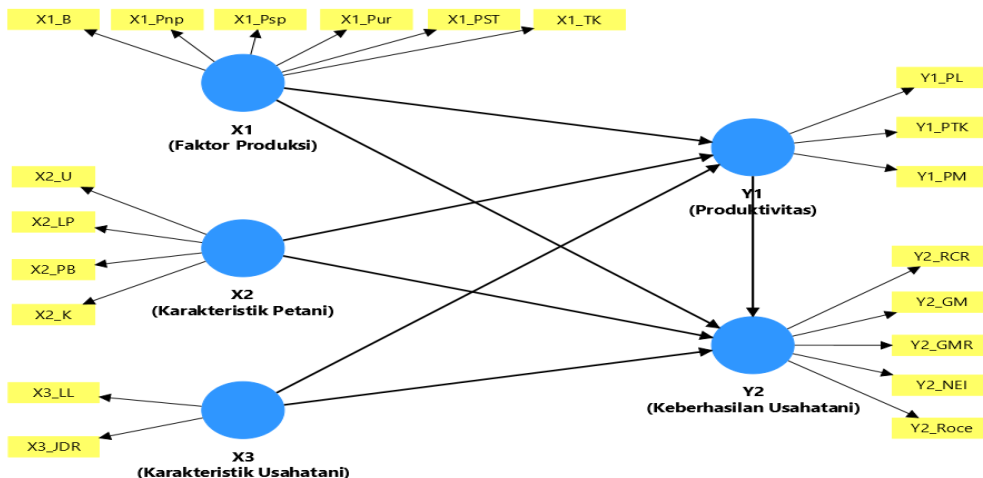 X1_B
X1_Pnp
X1_Psp
X1_Pur
X1_PST
X1_TK
X1
(Faktor Produksi)
X2_U
X2_LP
X2_PB
X2_K
X2
(Karakteristik Petani)
X3_LL
X3_JDR
X3
(Karakteristik Usahatani)
Y1_PL
Y1_PTK
Y1_PM
Y1
(Produktivitas)
Y2_RCR
Y2_GM
Y2_GMR
Y2_NEI
Y2_Roce
Y2
(Keberhasilan Usahatani)